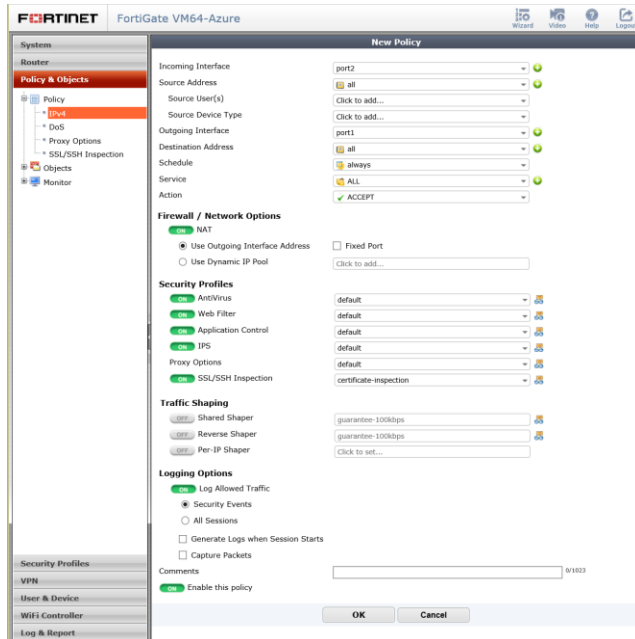 FORTINET FortiGate VM64-Azure
Wizard Video Help Logout
System
Router
Policy & Objects
Policy
IPv4
DoS
Proxy Options
SSL/SSH Inspection
Objects
Monitor
Security Profiles
VPN
User & Device
WiFi Controller
Log & Report
New Policy
Incoming Interface port2
Source Address all
Source User(s) Click to add...
Source Device Type Click to add...
Outgoing Interface port1
Destination Address all
Schedule always
Service ALL
Action ACCEPT
Firewall / Network Options
ON NAT
Use Outgoing Interface Address Fixed Port
Use Dynamic IP Pool Click to add...
Security Profiles
ON AntiVirus default
ON Web Filter default
ON Application Control default
ON IPS default
Proxy Options default
ON SSL/SSH Inspection certificate-inspection
Traffic Shaping
OFF Shared Shaper guarantee-100kbps
OFF Reverse Shaper guarantee-100kbps
OFF Per-IP Shaper Click to set...
Logging Options
ON Log Allowed Traffic
Security Events
All Sessions
Generate Logs when Session Starts
Capture Packets
Comments 0/1023
ON Enable this policy
OK Cancel